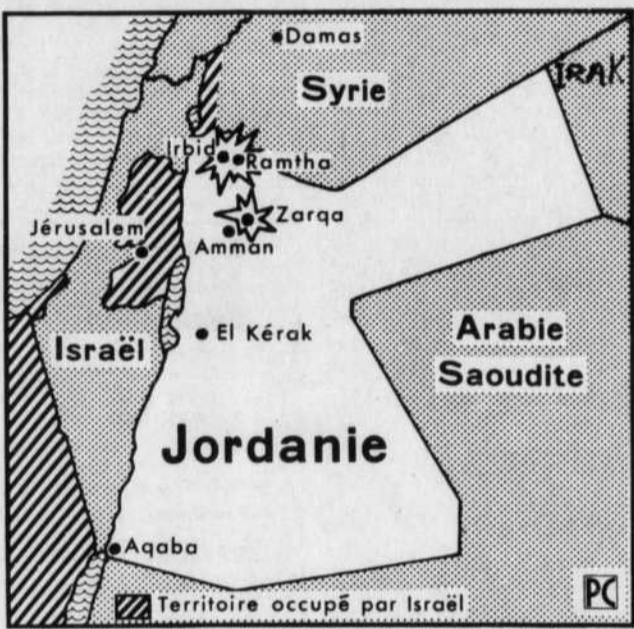 Damas
Syrie
IRAK
Irbid
Ramtha
Zarqa
Jérusalem
Amman
El Kérak
Israël
Arabie
Saoudite
Jordanie
Aqaba
Territoire occupé par Israël
PC